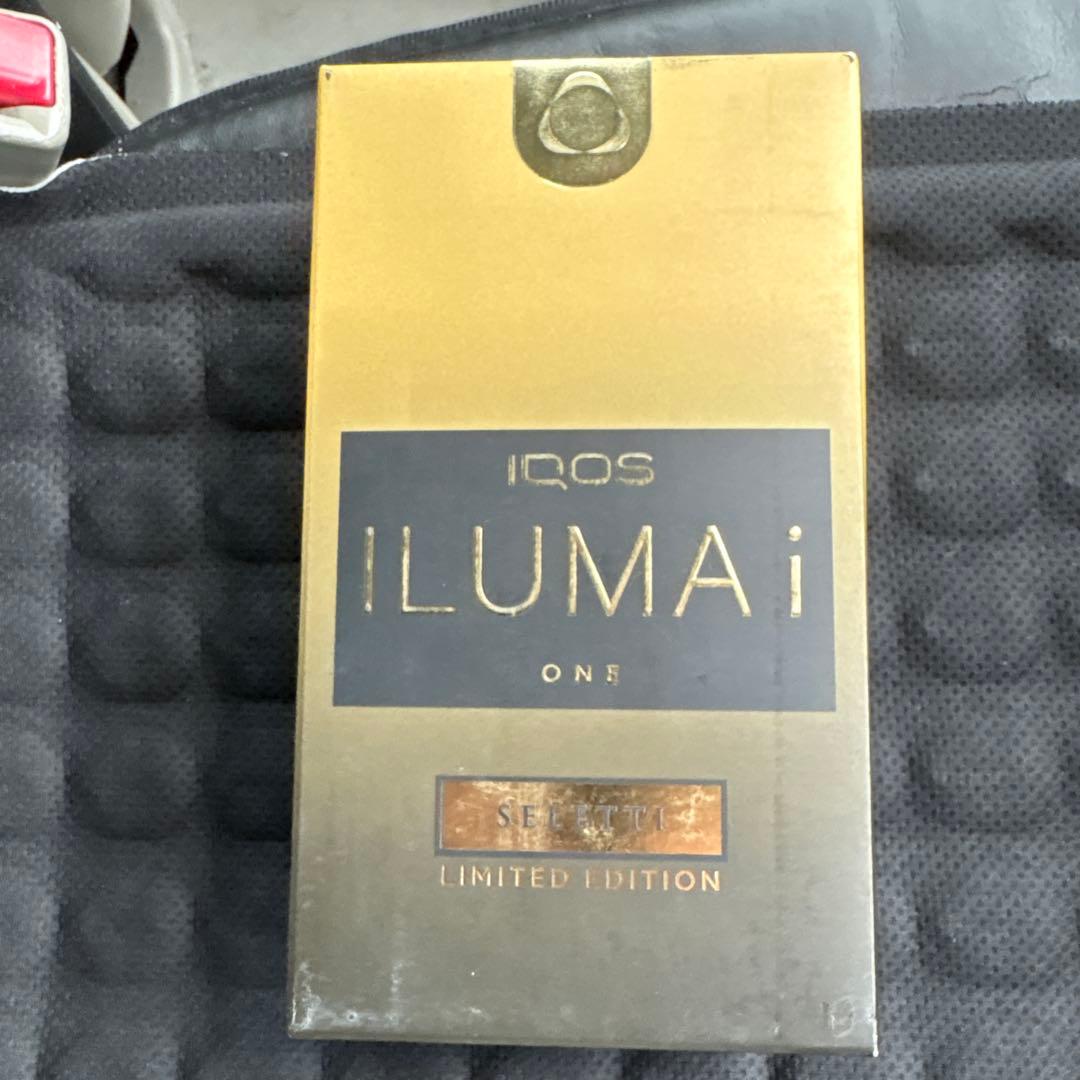 IQOS
ILUMA i
ONE
SELETTI
LIMITED EDITION